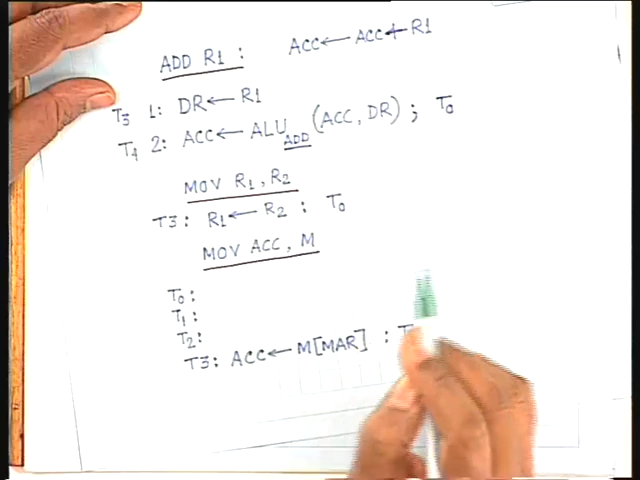 ADD R1 : ACC ← ACC + R1
T3 1: DR ← R1
T4 2: ACC ← ALU ADD (ACC, DR) ; T0
MOV R1, R2
T3: R1 ← R2 : T0
MOV ACC, M
T0:
T1:
T2:
T3: ACC ← M[MAR] : T